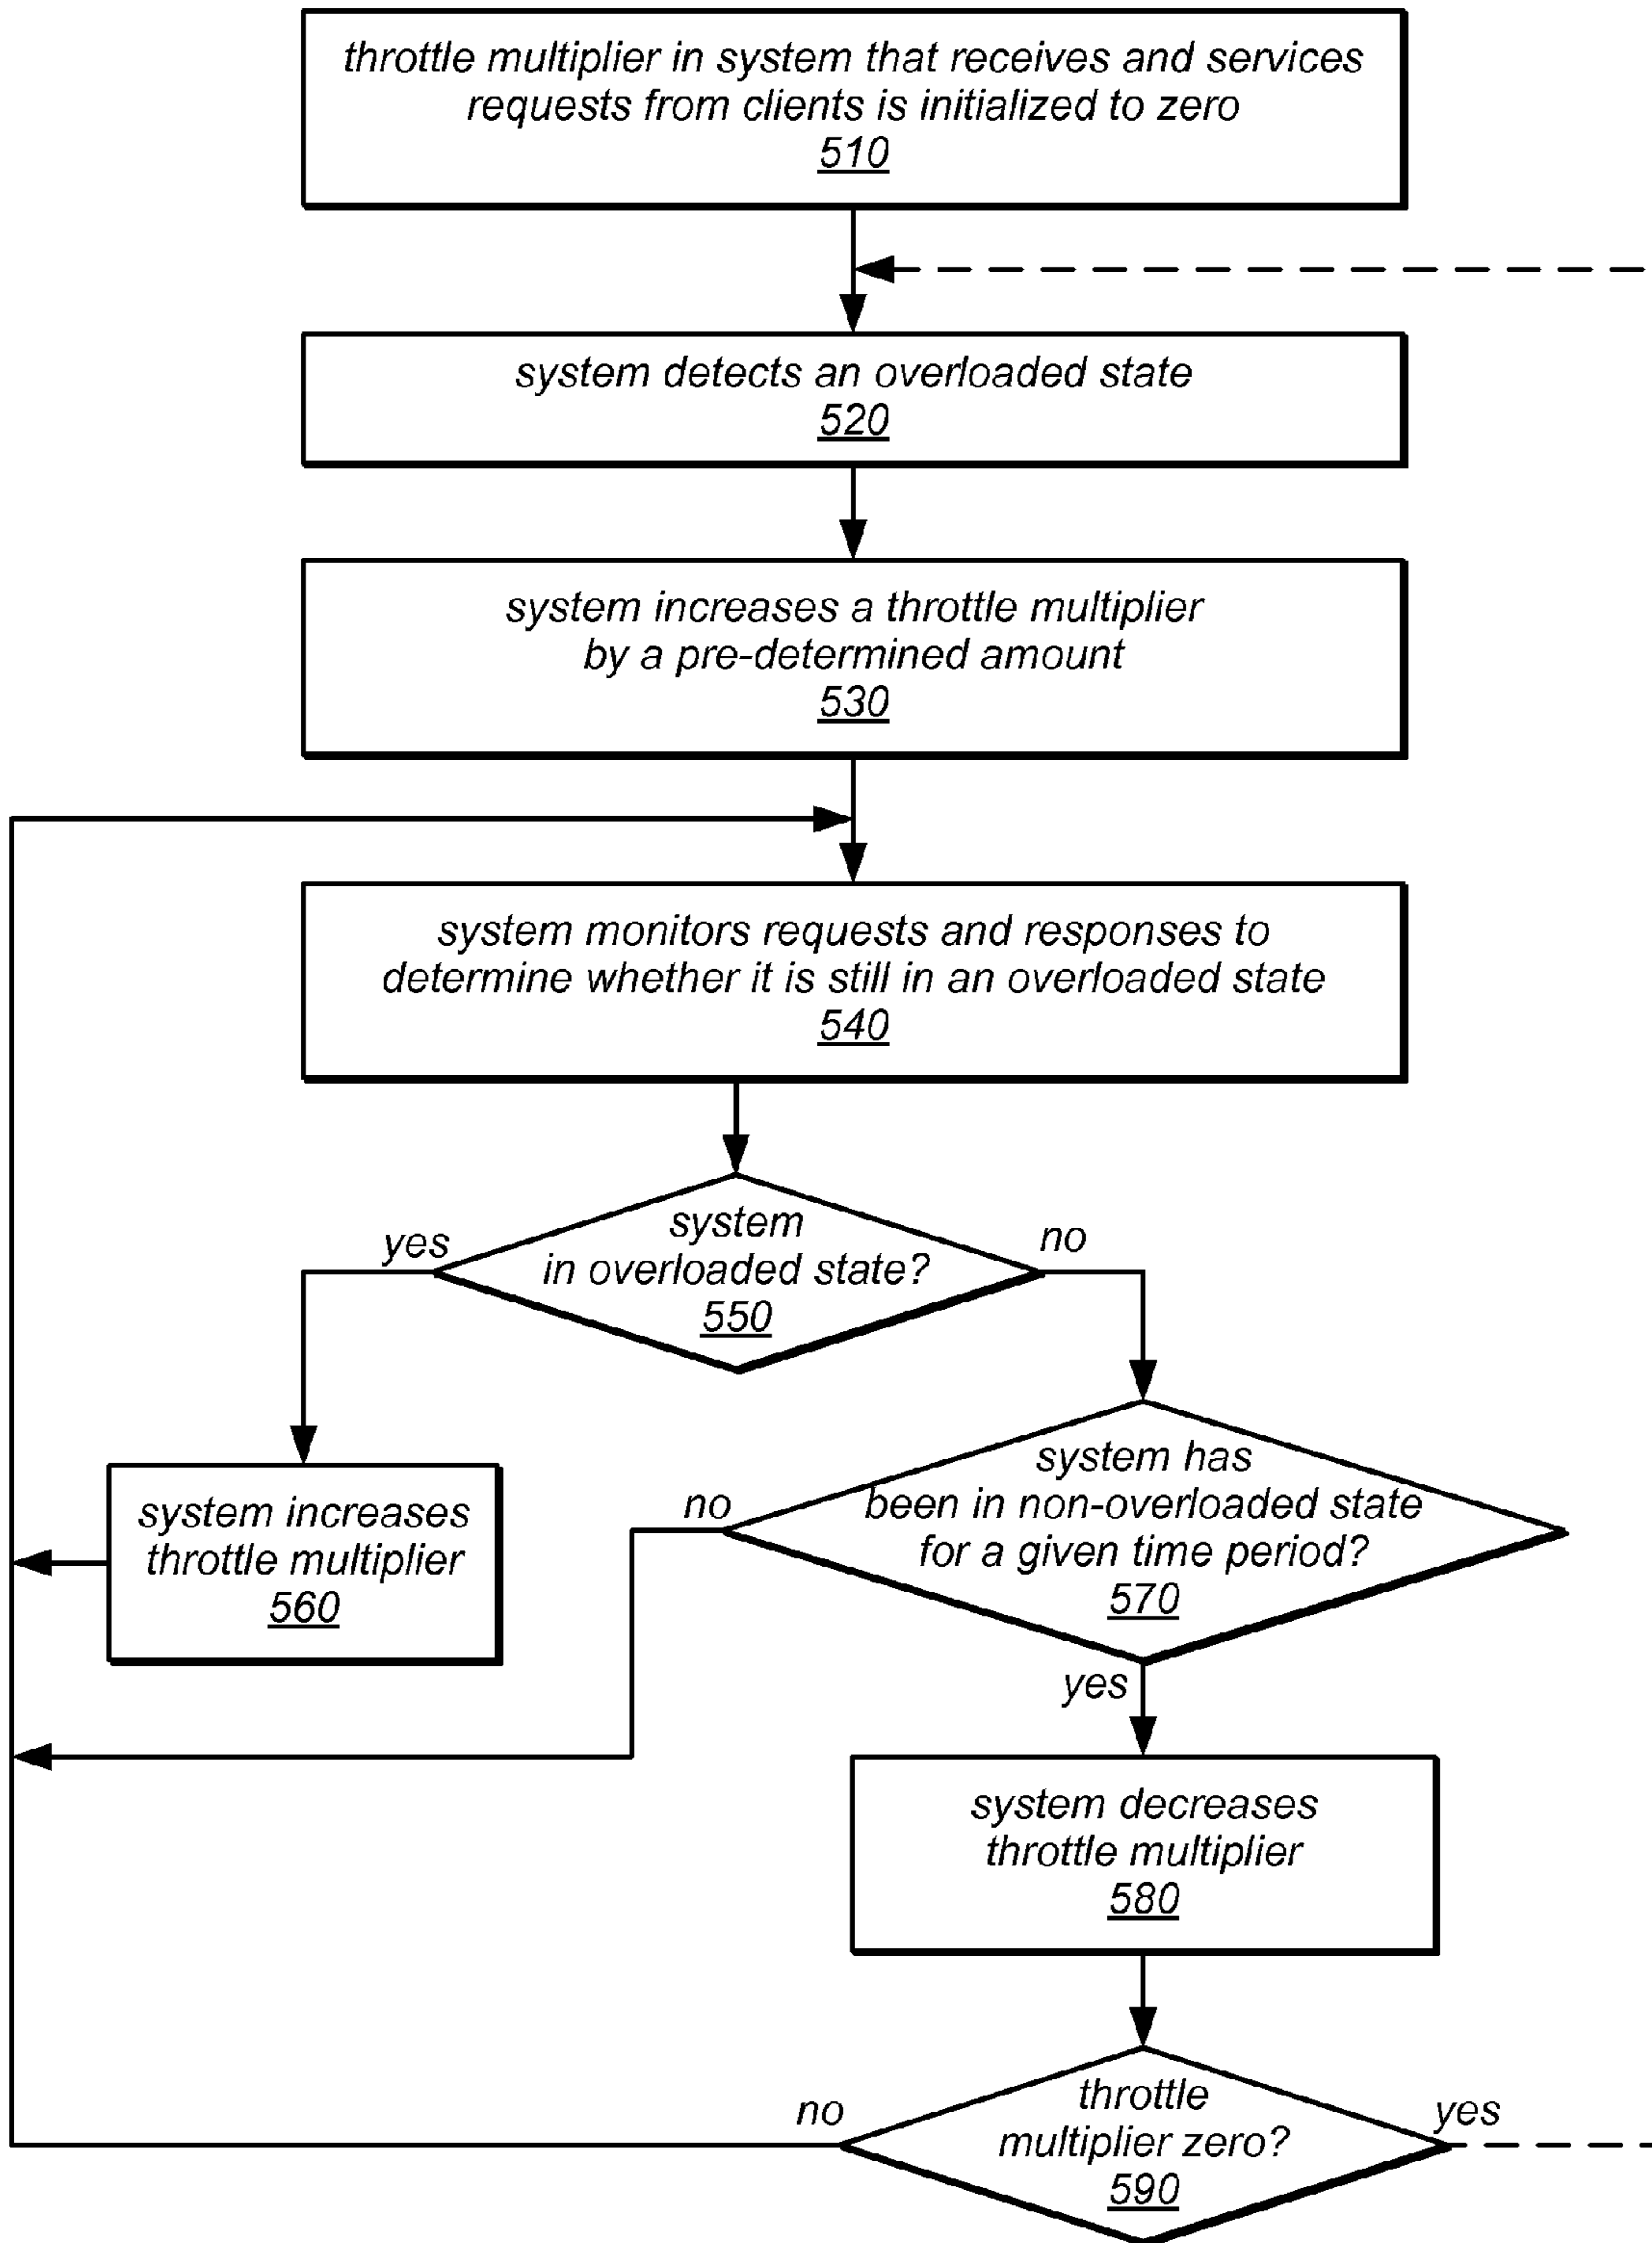 throttle multiplier in system that receives and services
requests from clients is initialized to zero
510
system detects an overloaded state
520
system increases a throttle multiplier
by a pre-determined amount
530
system monitors requests and responses to
determine whether it is still in an overloaded state
540
system
in overloaded state?
550
yes
no
system increases
throttle multiplier
560
system has
been in non-overloaded state
for a given time period?
570
no
yes
system decreases
throttle multiplier
580
throttle
multiplier zero?
590
no
yes